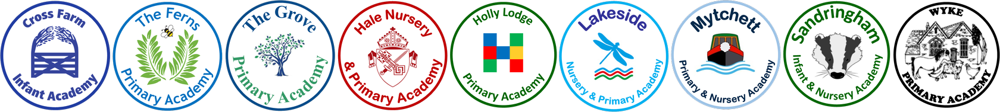 Cross Farm
Infant Academy
The Ferns
Primary Academy
The Grove
Primary Academy
Hale Nursery
& Primary Academy
Holly Lodge
Primary Academy
Lakeside
Nursery & Primary Academy
Mytchett
Primary & Nursery Academy
Sandringham
Infant & Nursery Academy
WYKE
PRIMARY ACADEMY